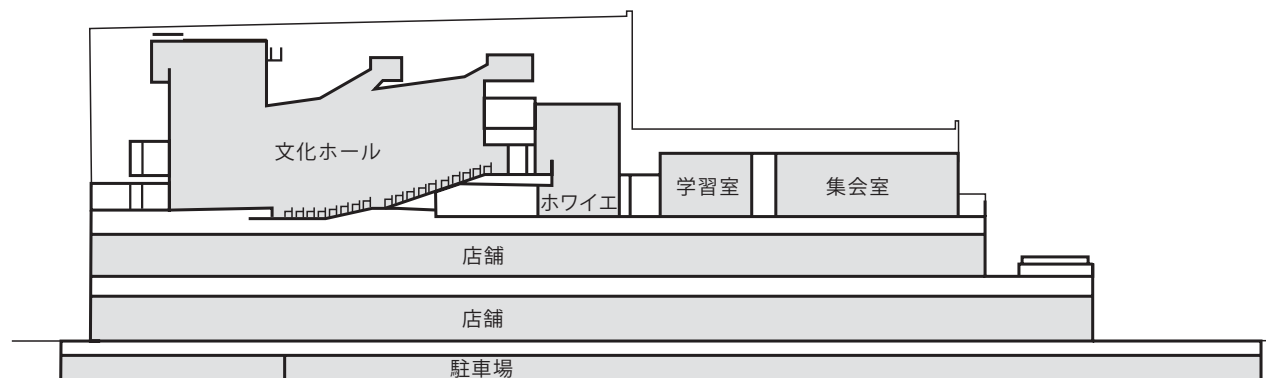 文化ホール
学習室
集会室
ホワイエ
店舗
店舗
駐車場